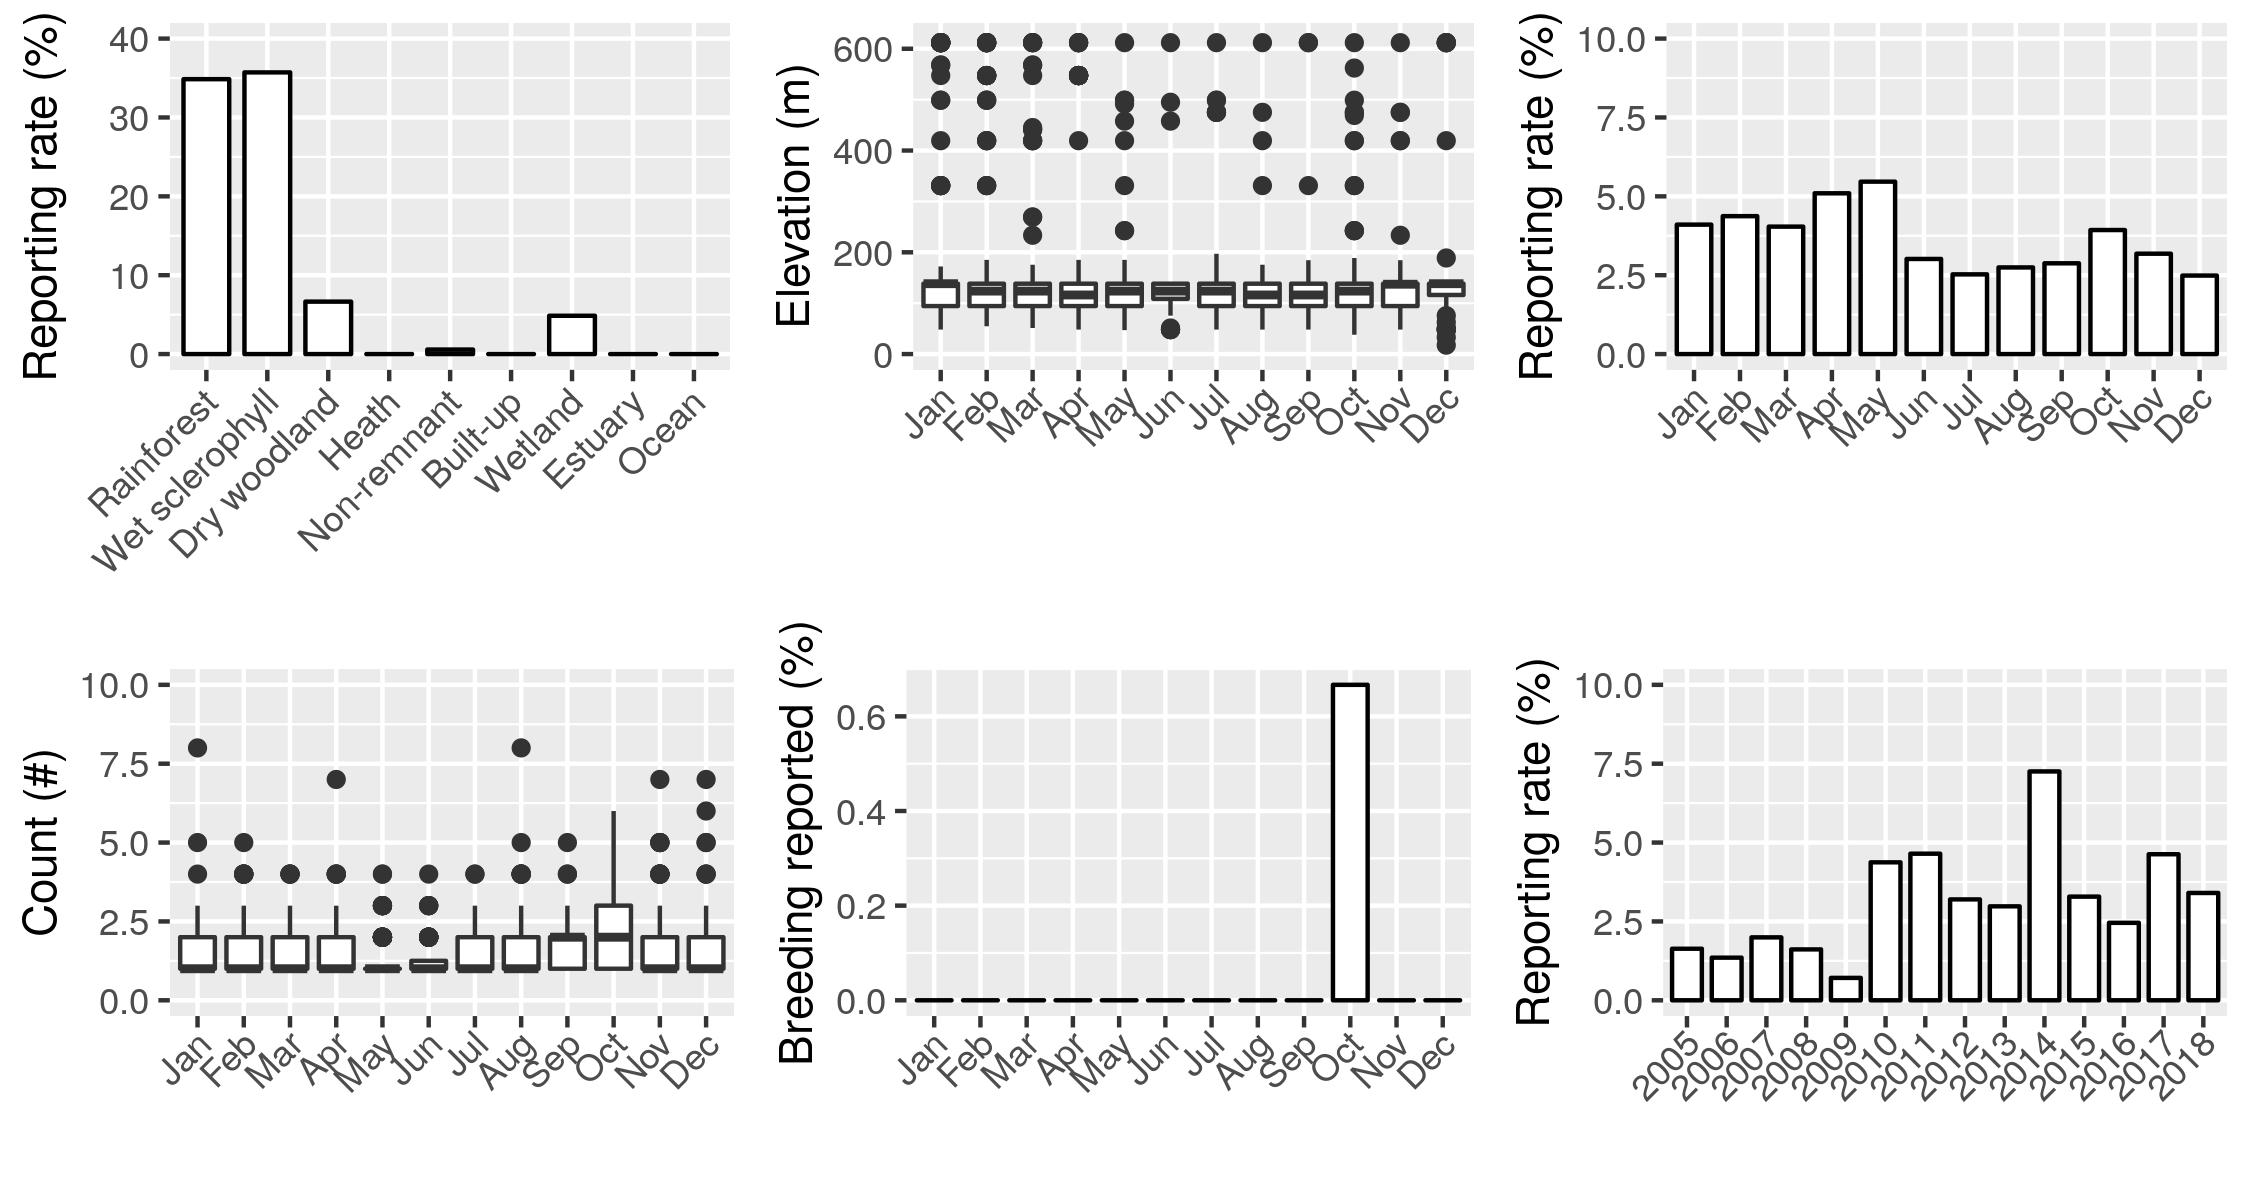 Reporting rate (%)
40
30
20
10
0
Rainforest
Wet sclerophyll
Dry woodland
Heath
Non-remnant
Built-up
Wetland
Estuary
Ocean
Elevation (m)
600
400
200
0
Jan
Feb
Mar
Apr
May
Jun
Jul
Aug
Sep
Oct
Nov
Dec
Reporting rate (%)
10.0
7.5
5.0
2.5
0.0
Jan
Feb
Mar
Apr
May
Jun
Jul
Aug
Sep
Oct
Nov
Dec
Count (#)
10.0
7.5
5.0
2.5
0.0
Jan
Feb
Mar
Apr
May
Jun
Jul
Aug
Sep
Oct
Nov
Dec
Breeding reported (%)
0.6
0.4
0.2
0.0
Jan
Feb
Mar
Apr
May
Jun
Jul
Aug
Sep
Oct
Nov
Dec
Reporting rate (%)
10.0
7.5
5.0
2.5
0.0
2005
2006
2007
2008
2009
2010
2011
2012
2013
2014
2015
2016
2017
2018